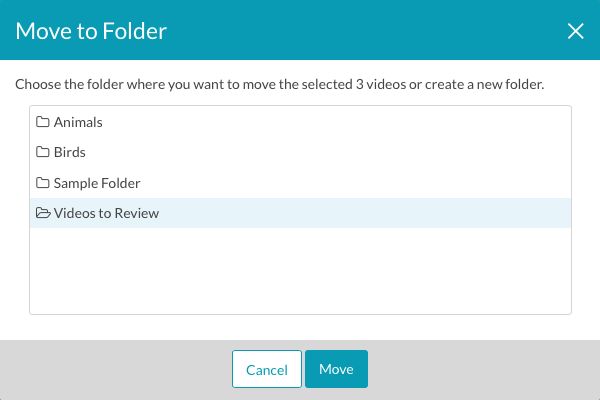 Move to Folder
Choose the folder where you want to move the selected 3 videos or create a new folder.
Animals
Birds
Sample Folder
Videos to Review
Cancel
Move